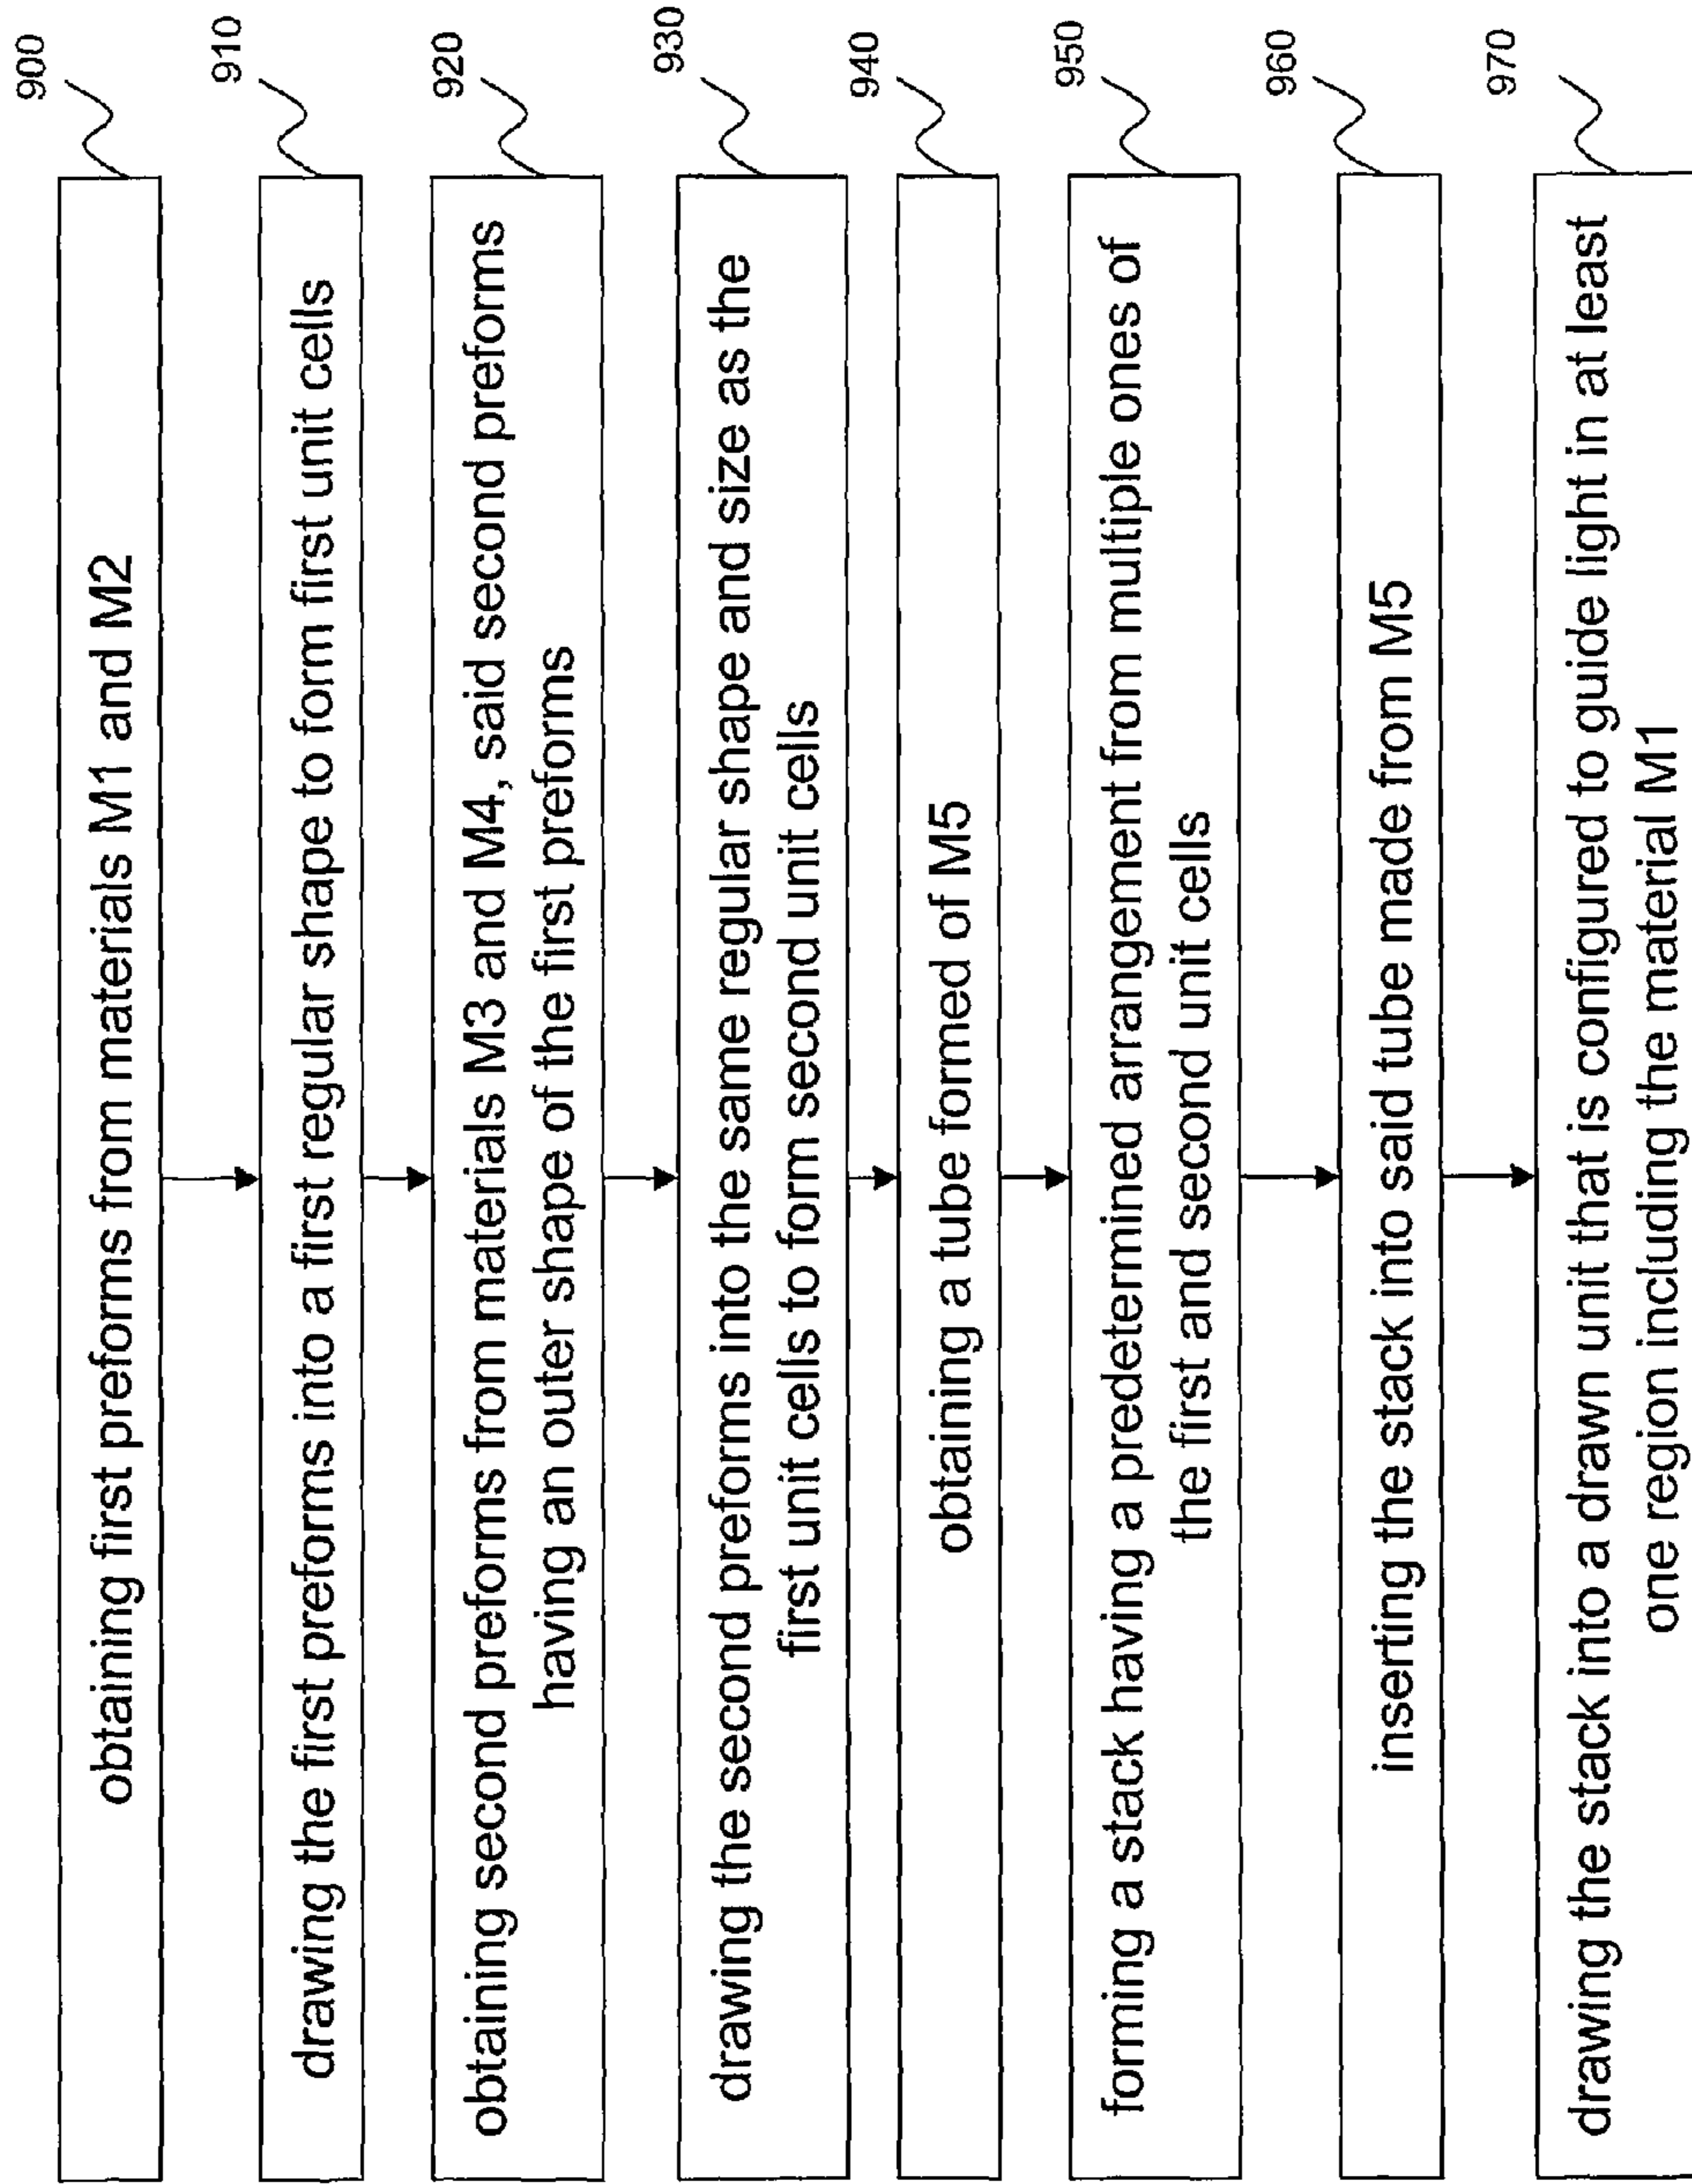 900
obtaining first preforms from materials M1 and M2
910
drawing the first preforms into a first regular shape to form first unit cells
920
obtaining second preforms from materials M3 and M4, said second preforms
having an outer shape of the first preforms
930
drawing the second preforms into the same regular shape and size as the
first unit cells to form second unit cells
940
obtaining a tube formed of M5
950
forming a stack having a predetermined arrangement from multiple ones of
the first and second unit cells
960
inserting the stack into said tube made from M5
970
drawing the stack into a drawn unit that is configured to guide light in at least
one region including the material M1